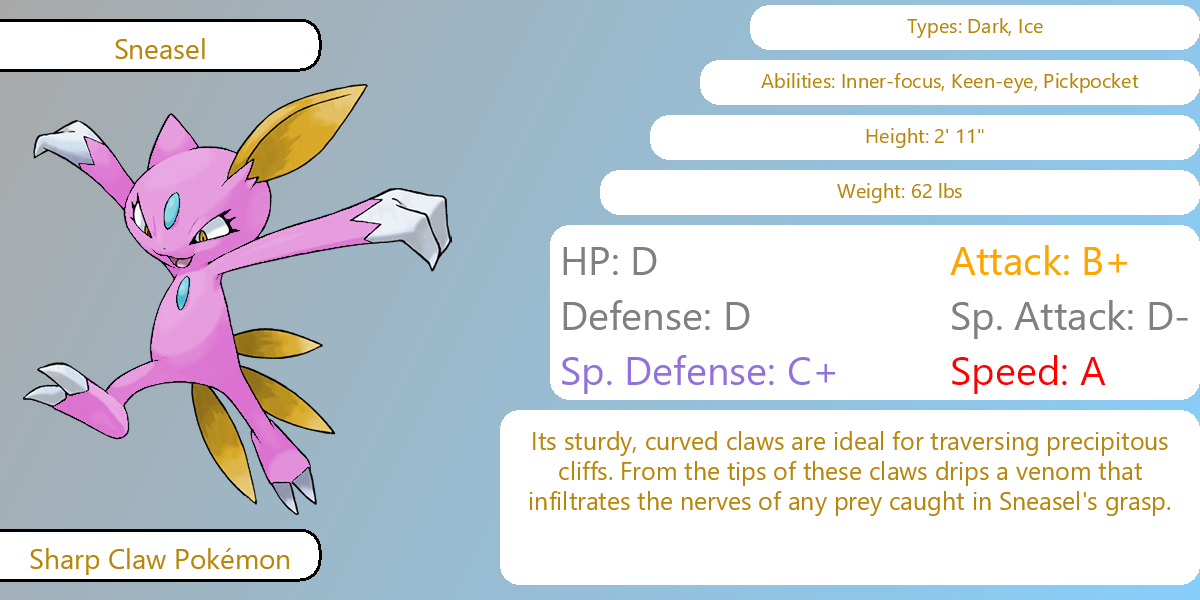 Sneasel
Types: Dark, Ice
Abilities: Inner-focus, Keen-eye, Pickpocket
Height: 2' 11"
Weight: 62 lbs
HP: D
Attack: B+
Defense: D
Sp. Attack: D-
Sp. Defense: C+
Speed: A
Its sturdy, curved claws are ideal for traversing precipitous
cliffs. From the tips of these claws drips a venom that
infiltrates the nerves of any prey caught in Sneasel's grasp.
Sharp Claw Pokémon